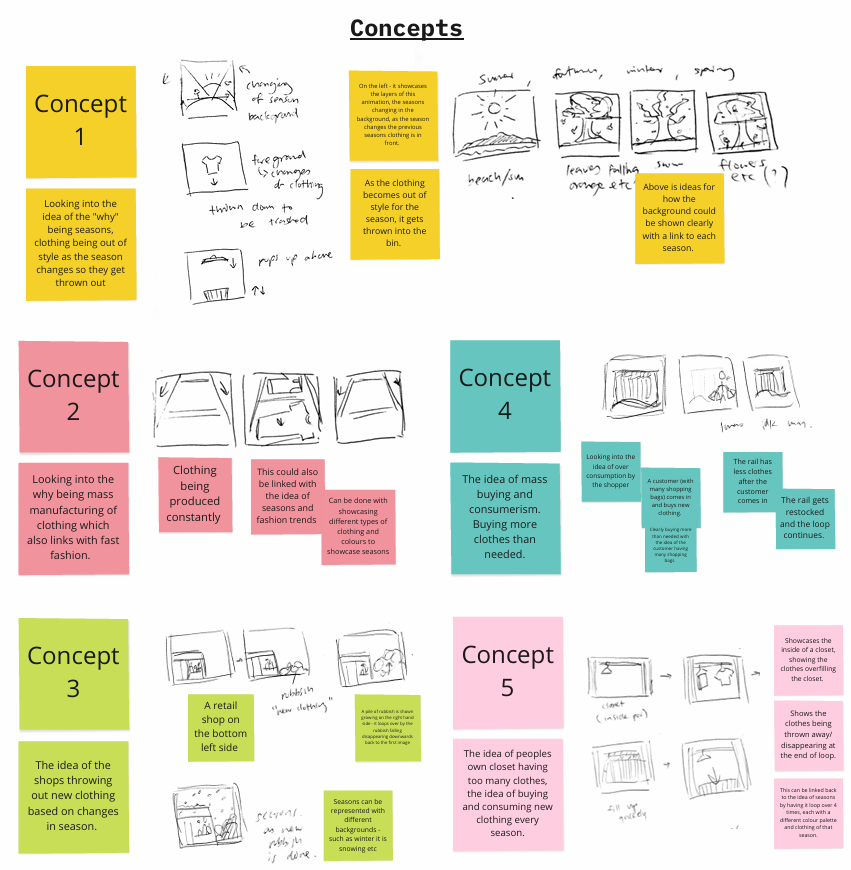 Concepts
Concept
1
Looking into the
idea of the "why"
being seasons,
clothing being out of
style as the season
changes so they get
thrown out
changing
of season
background
foreground
↳ changes
of clothing
thrown down to
be trashed
pops up above
On the left - it showcases
the layers of this
animation, the seasons
changing in the
background, as the season
changes the previous
seasons clothing is in
front.
As the clothing
becomes out of
style for the
season, it gets
thrown into the
bin.
summer, autumn, winter, spring
beach/sun
leaves falling
orange etc
snow
flowers
etc (?)
Above is ideas for
how the
background could
be shown clearly
with a link to each
season.
Concept
2
Looking into the
why being mass
manufacturing of
clothing which
also links with fast
fashion.
Clothing
being
produced
constantly
This could also
be linked with
the idea of
seasons and
fashion trends
Can be done with
showcasing
different types of
clothing and
colours to
showcase seasons
Concept
4
The idea of mass
buying and
consumerism.
Buying more
clothes than
needed.
idk man.
Looking into the
idea of over
consumption by
the shopper
A customer (with
many shopping
bags) comes in
and buys new
clothing.
Clearly buying more
than needed with
the idea of the
customer having
many shopping
bags
The rail has
less clothes
after the
customer
comes in
The rail gets
restocked
and the loop
continues.
Concept
3
The idea of the
shops throwing
out new clothing
based on changes
in season.
rubbish
"new clothing"
A retail
shop on
the bottom
left side
A pile of rubbish is shown
growing on the right hand
side - it loops over by the
rubbish falling
disappearing downwards
back to the first image
seasons.
as new
rubbish
is done.
Seasons can be
represented with
different
backgrounds -
such as winter it is
snowing etc
Concept
5
The idea of peoples
own closet having
too many clothes,
the idea of buying
and consuming new
clothing every
season.
closet
(inside pov)
fill up
quickly
Showcases the
inside of a closet,
showing the
clothes overfilling
the closet.
Shows the
clothes being
thrown away/
disappearing at
the end of loop.
This can be linked back
to the idea of seasons
by having it loop over 4
times, each with a
different colour palette
and clothing of that
season.